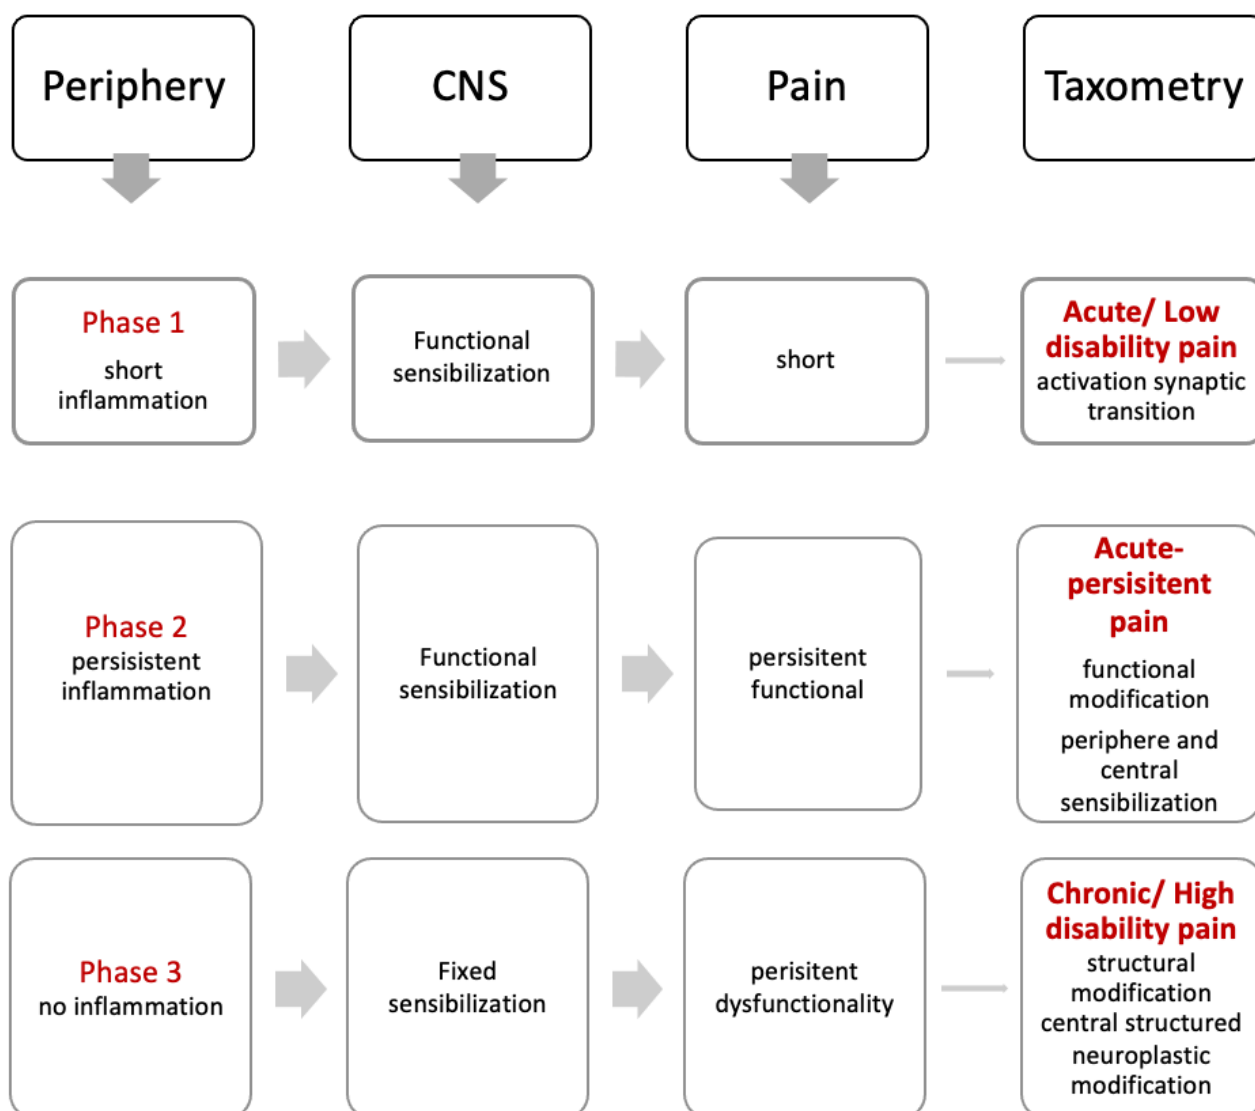 Periphery
CNS
Pain
Taxometry
Phase 1
short
inflammation
Functional
sensibilization
short
Acute/ Low
disability pain
activation synaptic
transition
Phase 2
persisistent
inflammation
Functional
sensibilization
persisitent
functional
Acute-
persisitent
pain
functional
modification
periphere and
central
sensibilization
Phase 3
no inflammation
Fixed
sensibilization
perisitent
dysfunctionality
Chronic/ High
disability pain
structural
modification
central structured
neuroplastic
modification